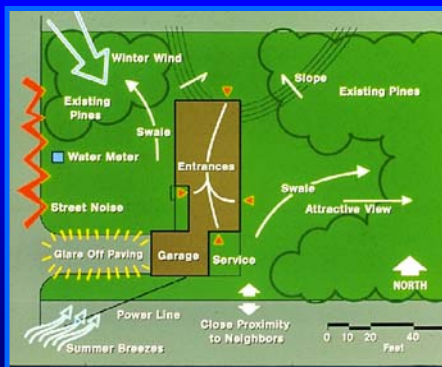 Winter Wind
Slope
Existing
Pines
Existing Pines
Swale
Water Meter
Entrances
Swale
Street Noise
Attractive View
Glare Off Paving
Garage
Service
NORTH
Power Line
Close Proximity
to Neighbors
Summer Breezes
0 10 20 40
Feet